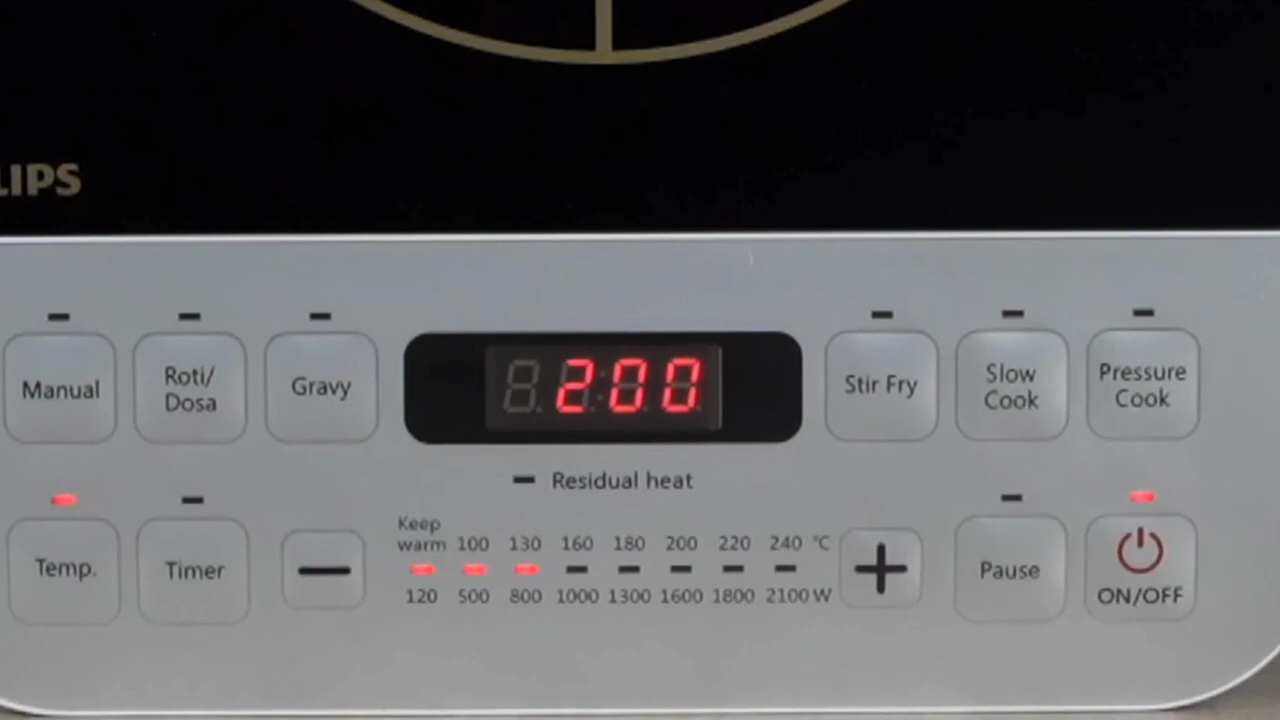 LIPS
Manual
Roti/
Dosa
Gravy
200
Stir Fry
Slow
Cook
Pressure
Cook
Residual heat
Temp.
Timer
Keep
warm 100 130 160 180 200 220 240 °C
120 500 800 1000 1300 1600 1800 2100 W
Pause
ON/OFF